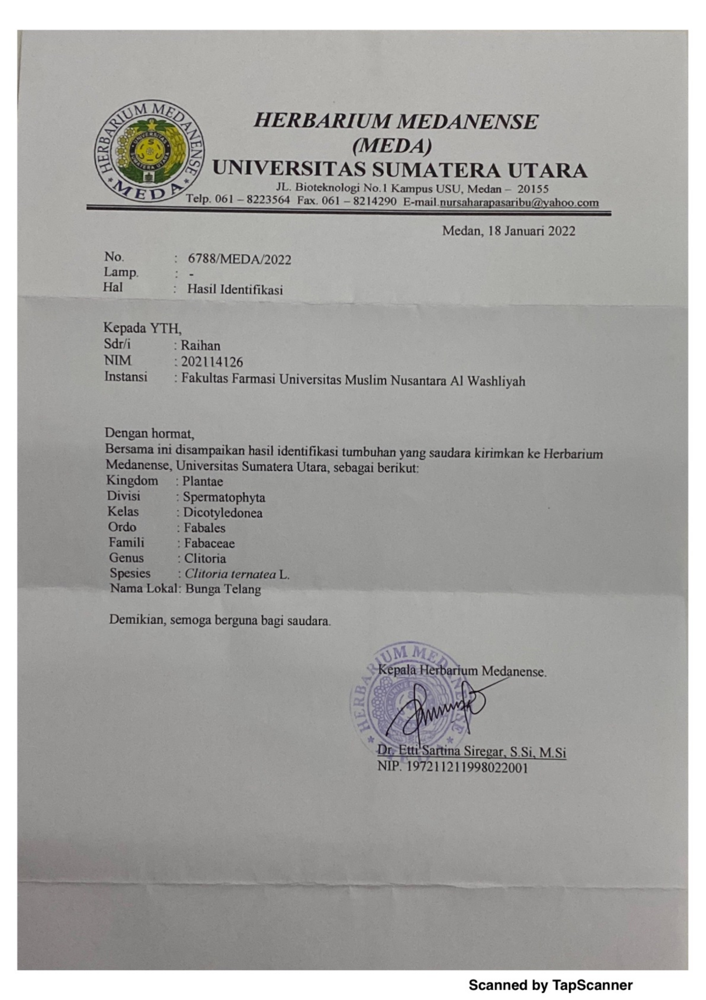 HERBARIUM MEDANENSE
MEDA
UNIVERSITAS
SUMATERA UTARA
HERBARIUM MEDANENSE
(MEDA)
UNIVERSITAS SUMATERA UTARA
JL. Bioteknologi No.1 Kampus USU, Medan – 20155
Telp. 061 – 8223564 Fax. 061 – 8214290 E-mail.nursaharapasaribu@yahoo.com
Medan, 18 Januari 2022
No. : 6788/MEDA/2022
Lamp. : -
Hal : Hasil Identifikasi
Kepada YTH,
Sdr/i : Raihan
NIM : 202114126
Instansi : Fakultas Farmasi Universitas Muslim Nusantara Al Washliyah
Dengan hormat,
Bersama ini disampaikan hasil identifikasi tumbuhan yang saudara kirimkan ke Herbarium
Medanense, Universitas Sumatera Utara, sebagai berikut:
Kingdom : Plantae
Divisi : Spermatophyta
Kelas : Dicotyledonea
Ordo : Fabales
Famili : Fabaceae
Genus : Clitoria
Spesies : Clitoria ternatea L.
Nama Lokal: Bunga Telang
Demikian, semoga berguna bagi saudara.
HERBARIUM MEDANENSE
Kepala Herbarium Medanense.
Dr. Etti Sartina Siregar, S.Si, M.Si
NIP. 197211211998022001
Scanned by TapScanner